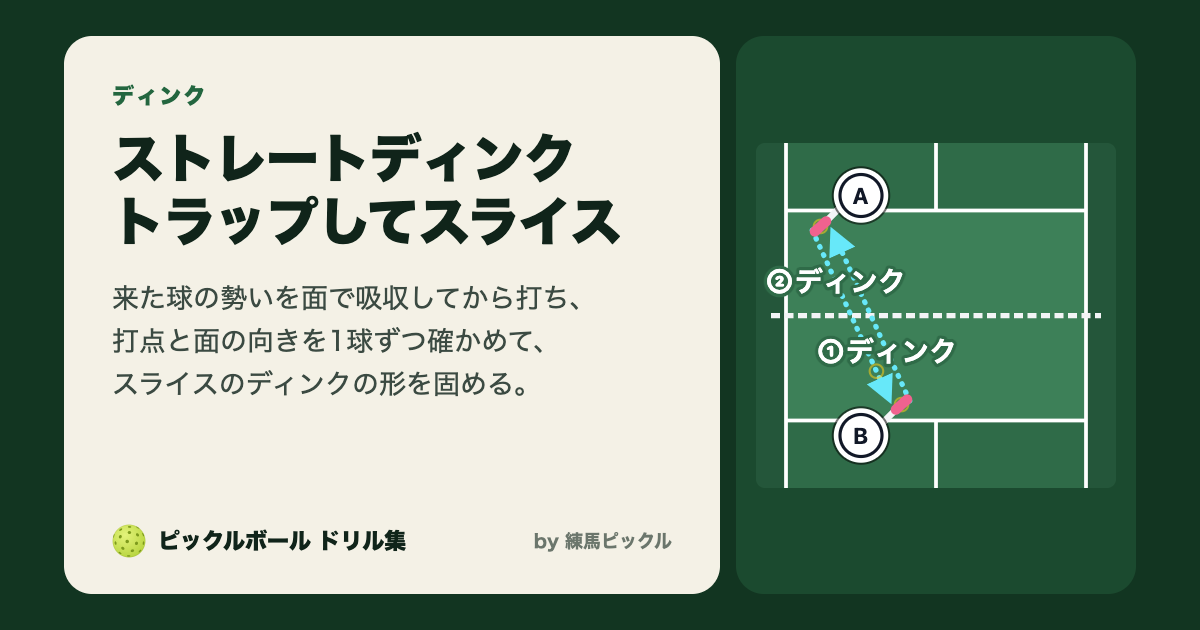 ディンク
ストレートディンク
トラップしてスライス
来た球の勢いを面で吸収してから打ち、
打点と面の向きを1球ずつ確かめて、
スライスのディンクの形を固める。
ピックルボール ドリル集
by 練馬ピックル
A
②ディンク
①ディンク
B